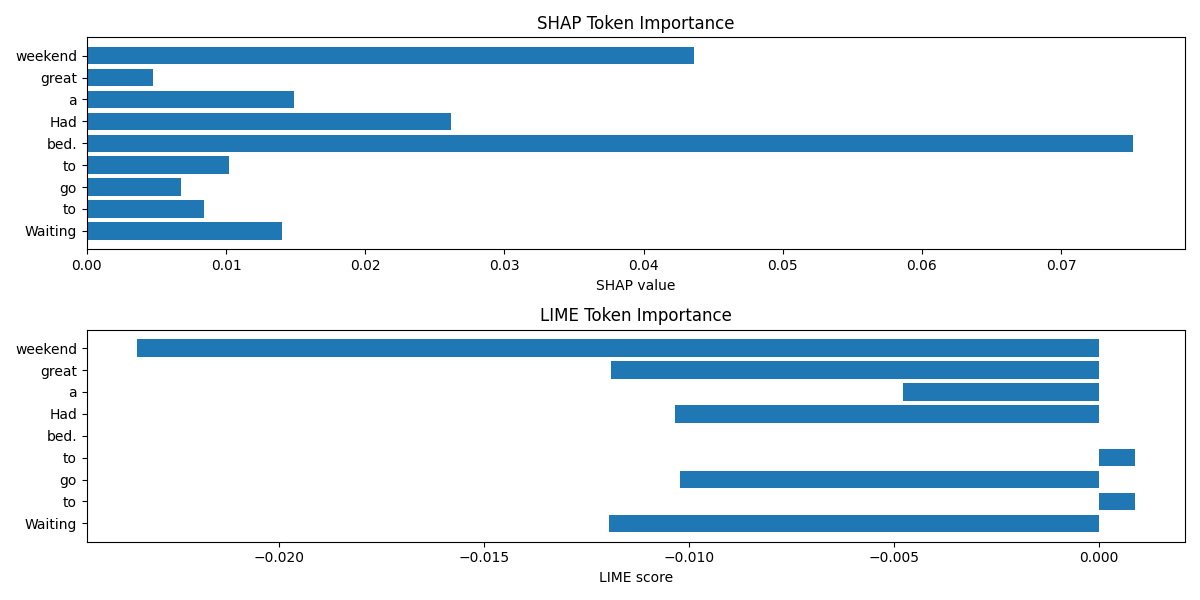 SHAP Token Importance
weekend
great
a
Had
bed.
to
go
to
Waiting
0.00 0.01 0.02 0.03 0.04 0.05 0.06 0.07
SHAP value
LIME Token Importance
weekend
great
a
Had
bed.
to
go
to
Waiting
−0.020 −0.015 −0.010 −0.005 0.000
LIME score